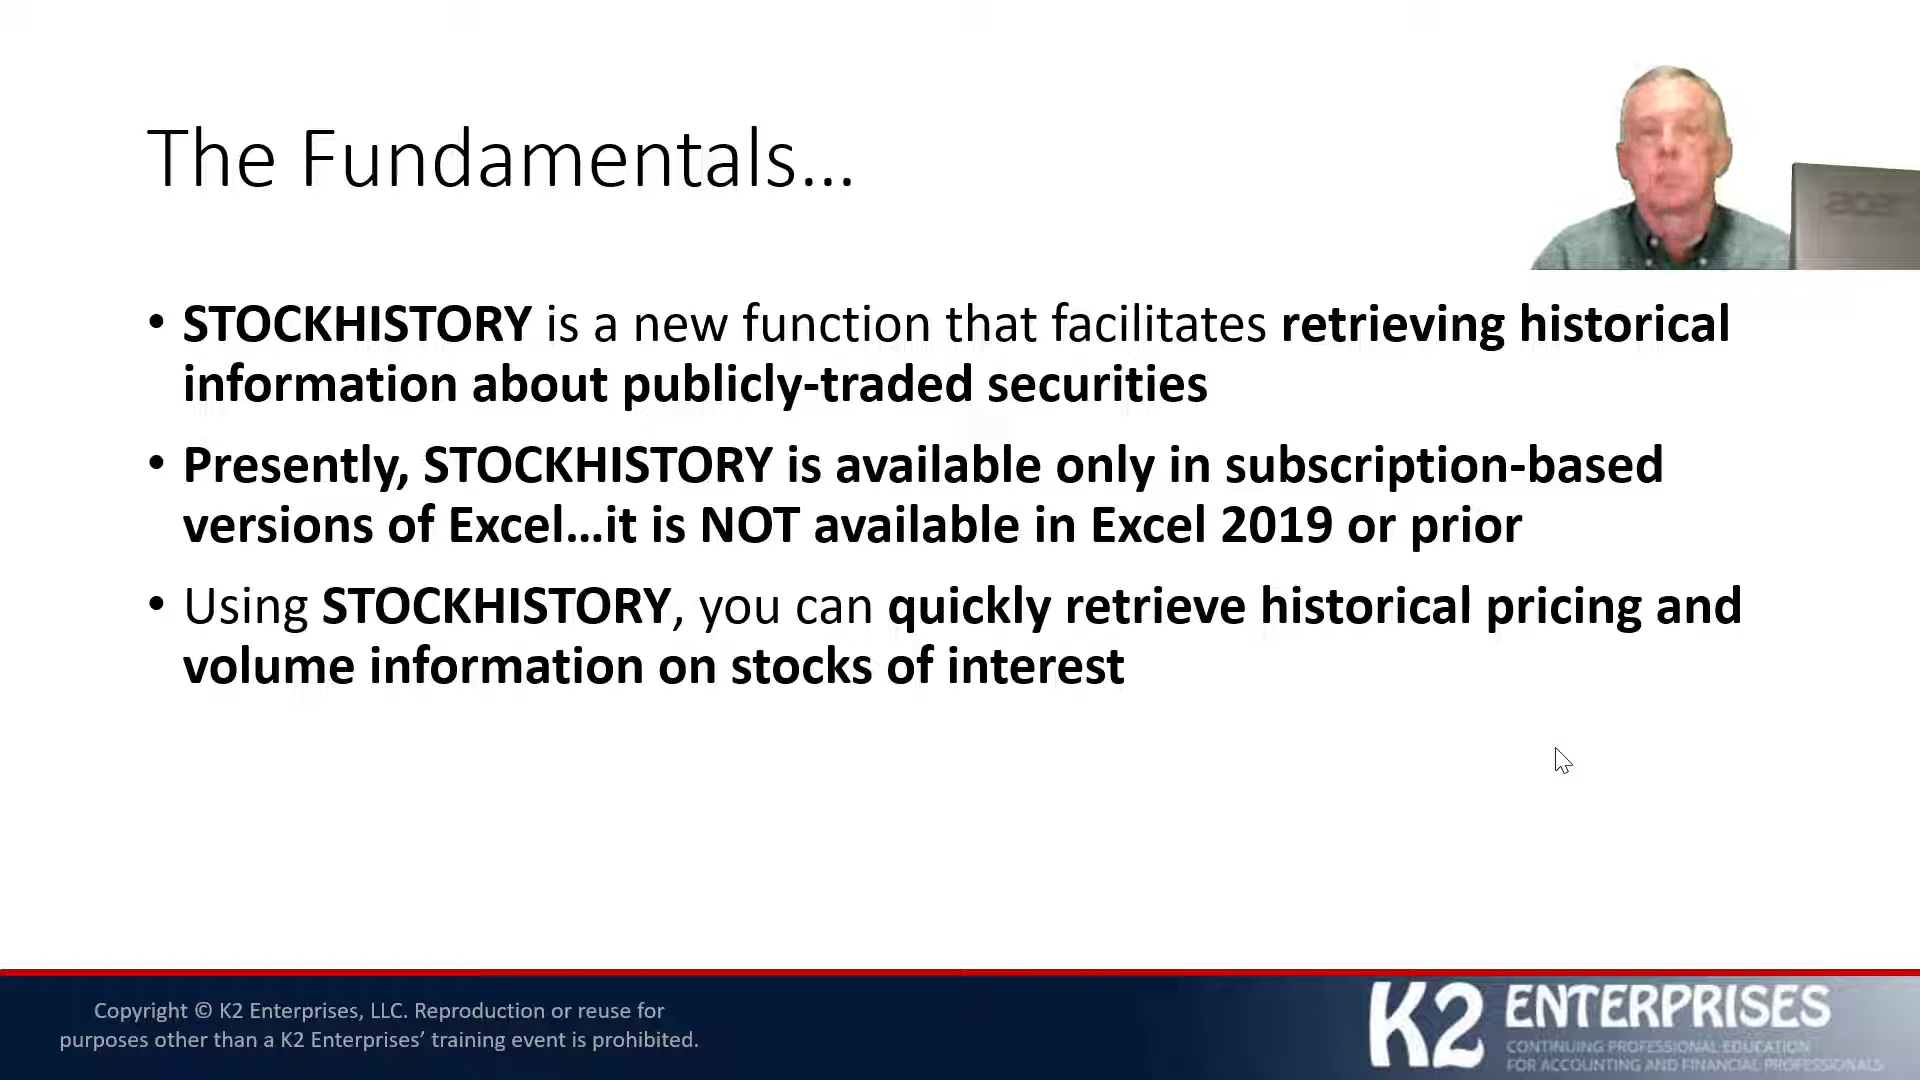 The Fundamentals...
acer
• STOCKHISTORY is a new function that facilitates retrieving historical
information about publicly-traded securities
• Presently, STOCKHISTORY is available only in subscription-based
versions of Excel...it is NOT available in Excel 2019 or prior
• Using STOCKHISTORY, you can quickly retrieve historical pricing and
volume information on stocks of interest
Copyright © K2 Enterprises, LLC. Reproduction or reuse for
purposes other than a K2 Enterprises’ training event is prohibited.
K2 ENTERPRISES
CONTINUING PROFESSIONAL EDUCATION
FOR ACCOUNTING AND FINANCIAL PROFESSIONALS